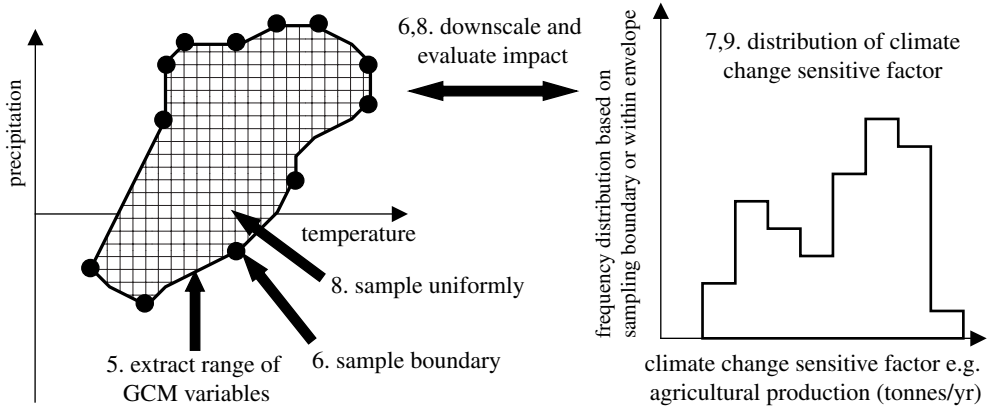 precipitation
temperature
8. sample uniformly
6. sample boundary
5. extract range of
GCM variables
6,8. downscale and
evaluate impact
frequency distribution based on
sampling boundary or within envelope
7,9. distribution of climate
change sensitive factor
climate change sensitive factor e.g.
agricultural production (tonnes/yr)